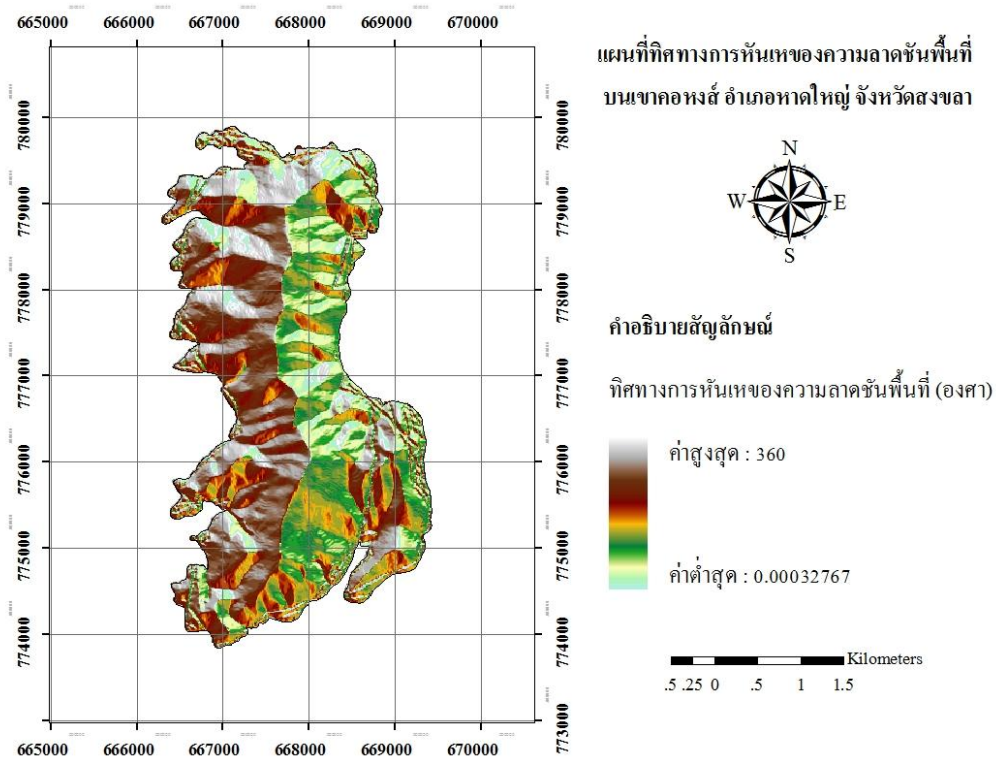 665000 666000 667000 668000 669000 670000
แผนที่ทิศทางการหันเหของความลาดชันพื้นที่
บนเขาคอหงส์ อำเภอหาดใหญ่ จังหวัดสงขลา
N
W E
S
780000 780000
779000 779000
778000 778000
777000 777000
776000 776000
775000 775000
774000 774000
773000
คำอธิบายสัญลักษณ์
ทิศทางการหันเหของความลาดชันพื้นที่ (องศา)
ค่าสูงสุด : 360
ค่าต่ำสุด : 0.00032767
Kilometers
.5 .25 0 .5 1 1.5
665000 666000 667000 668000 669000 670000